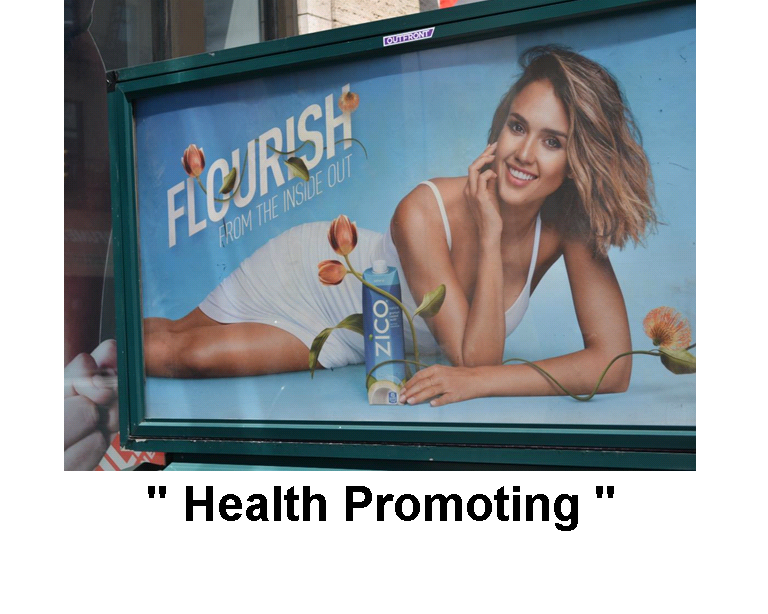 OUTFRONT
FLOURISH
FROM THE INSIDE OUT
ZICO
" Health Promoting "